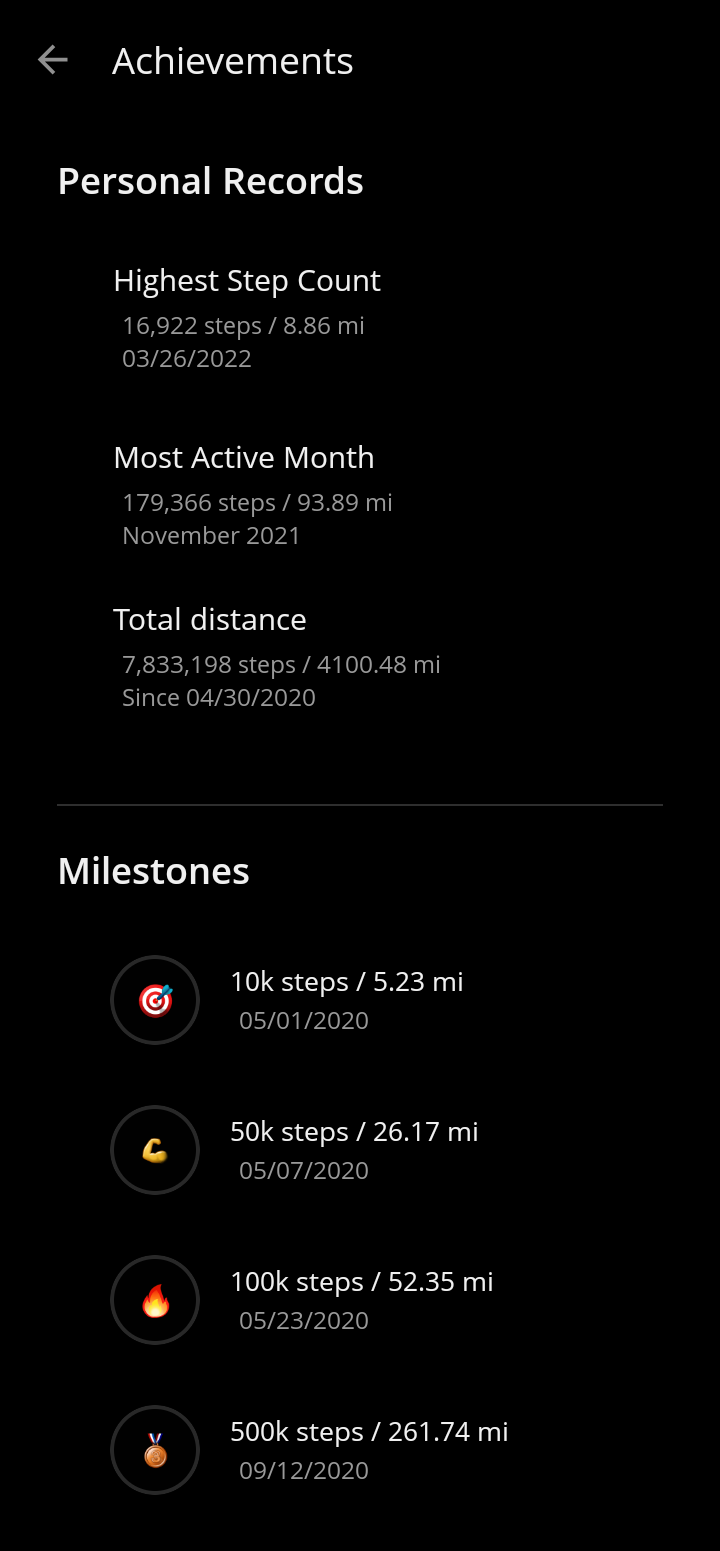 Achievements
Personal Records
Highest Step Count
16,922 steps / 8.86 mi
03/26/2022
Most Active Month
179,366 steps / 93.89 mi
November 2021
Total distance
7,833,198 steps / 4100.48 mi
Since 04/30/2020
Milestones
10k steps / 5.23 mi
05/01/2020
50k steps / 26.17 mi
05/07/2020
100k steps / 52.35 mi
05/23/2020
500k steps / 261.74 mi
09/12/2020